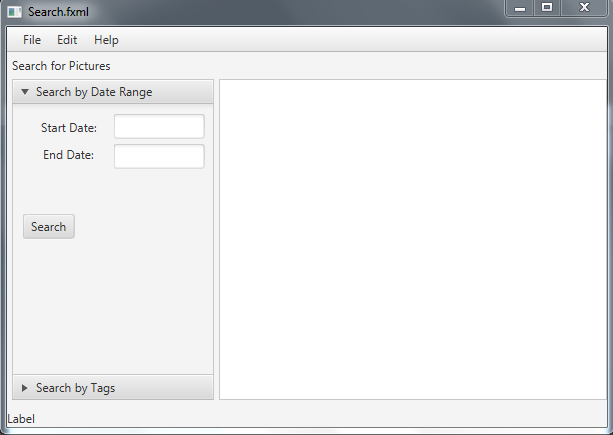 Search.fxml
File Edit Help
Search for Pictures
Search by Date Range
Start Date:
End Date:
Search
Search by Tags
Label